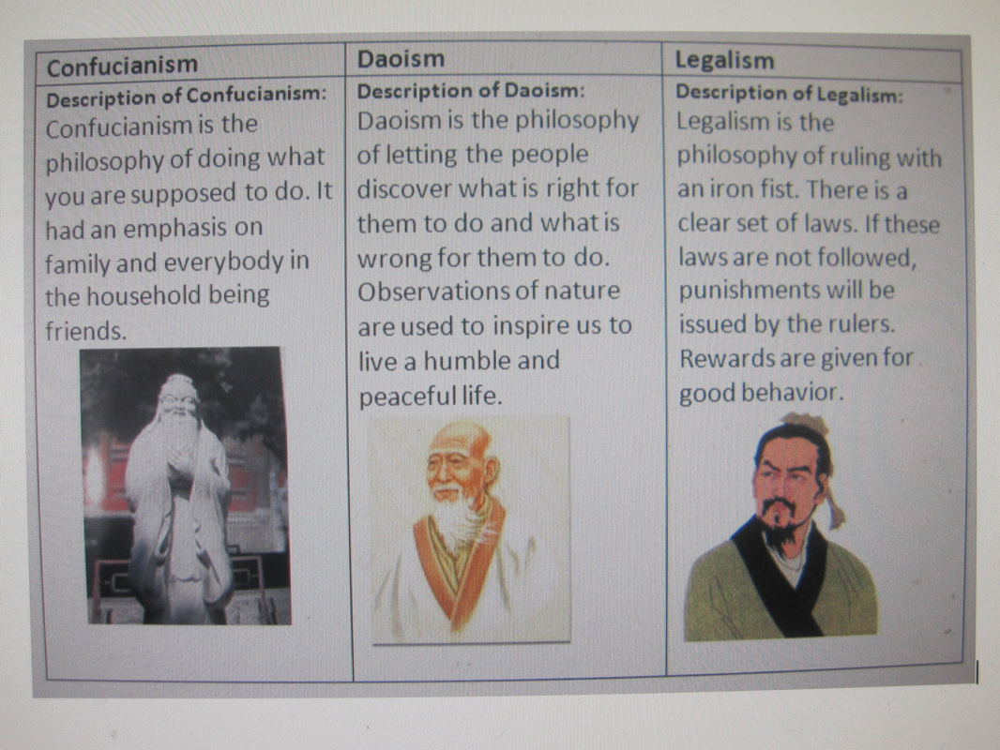 Confucianism
Description of Confucianism:
Confucianism is the
philosophy of doing what
you are supposed to do. It
had an emphasis on
family and everybody in
the household being
friends.
Daoism
Description of Daoism:
Daoism is the philosophy
of letting the people
discover what is right for
them to do and what is
wrong for them to do.
Observations of nature
are used to inspire us to
live a humble and
peaceful life.
Legalism
Description of Legalism:
Legalism is the
philosophy of ruling with
an iron fist. There is a
clear set of laws. If these
laws are not followed,
punishments will be
issued by the rulers.
Rewards are given for
good behavior.